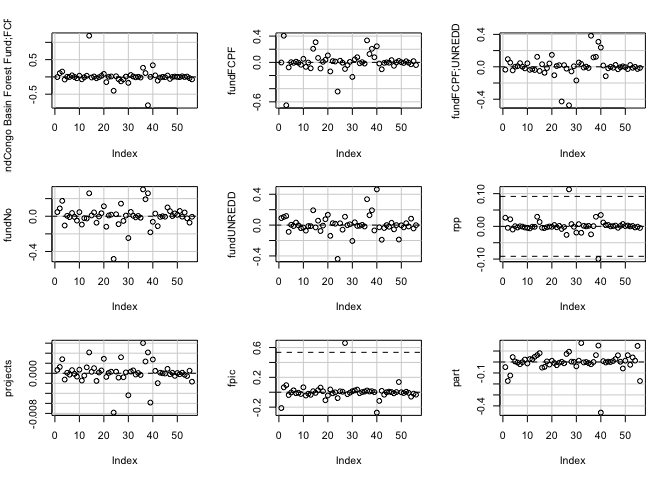 ndCongo Basin Forest Fund;FCF
0.5
-0.5
0 10 20 30 40 50
Index
fundFCPF
0.4
0.0
-0.6
0 10 20 30 40 50
Index
fundFCPF;UNREDD
0.4
0.0
-0.4
0 10 20 30 40 50
Index
fundNo
0.0
-0.4
0 10 20 30 40 50
Index
fundUNREDD
0.4
0.0
-0.4
0 10 20 30 40 50
Index
rpp
0.10
0.00
-0.10
0 10 20 30 40 50
Index
projects
0.000
-0.008
0 10 20 30 40 50
Index
fpic
0.6
0.2
-0.2
0 10 20 30 40 50
Index
part
-0.1
-0.4
0 10 20 30 40 50
Index